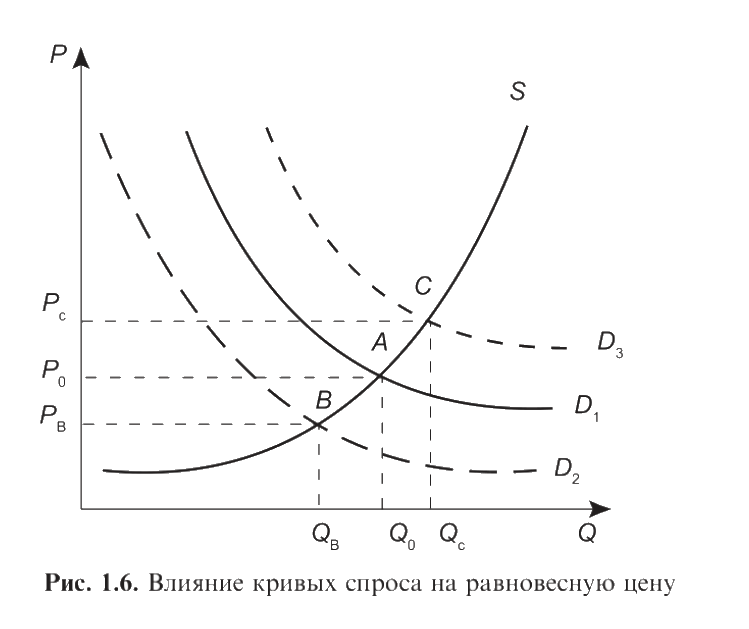 P
S
C
P_c
A
D_3
P_0
B
D_1
P_B
D_2
Q_B Q_0 Q_c Q
Рис. 1.6. Влияние кривых спроса на равновесную цену